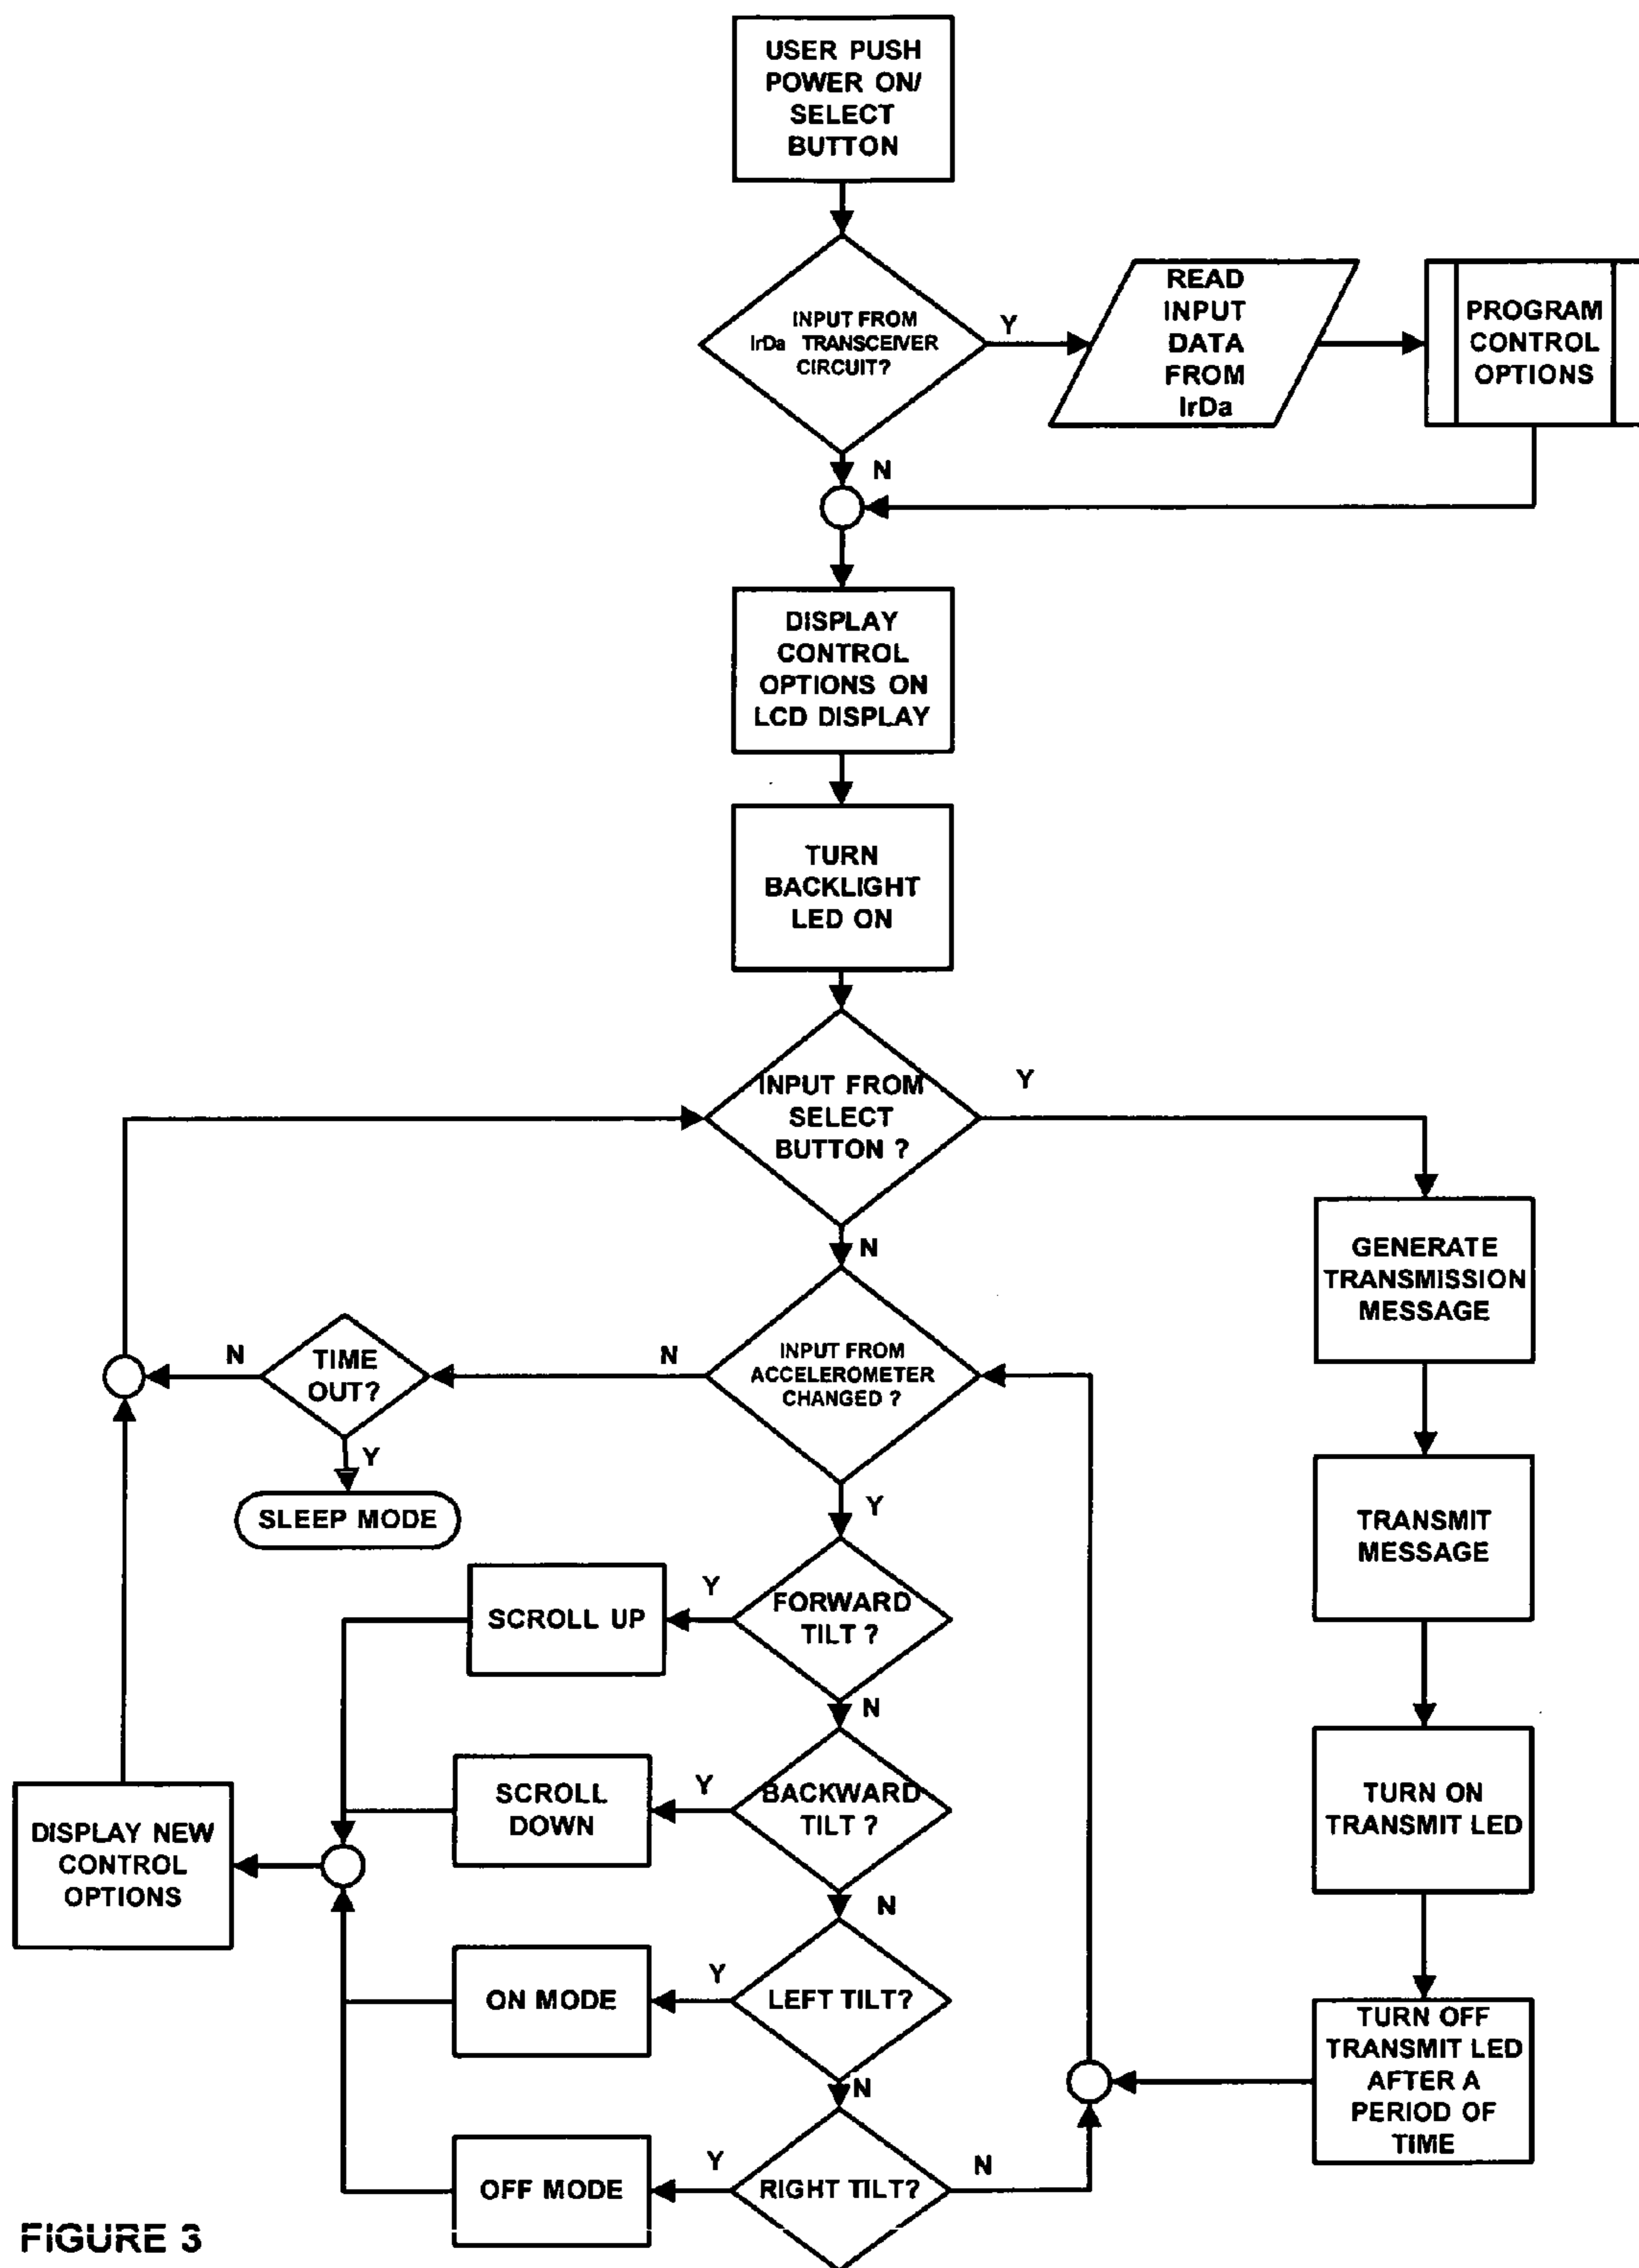 USER PUSH
POWER ON/
SELECT
BUTTON
INPUT FROM
IrDa TRANSCEIVER
CIRCUIT?
Y
READ
INPUT
DATA
FROM
IrDa
PROGRAM
CONTROL
OPTIONS
N
DISPLAY
CONTROL
OPTIONS ON
LCD DISPLAY
TURN
BACKLIGHT
LED ON
INPUT FROM
SELECT
BUTTON ?
Y
N
GENERATE
TRANSMISSION
MESSAGE
INPUT FROM
ACCELEROMETER
CHANGED ?
N
TIME
OUT?
N
Y
SLEEP MODE
Y
TRANSMIT
MESSAGE
FORWARD
TILT ?
Y
SCROLL UP
N
BACKWARD
TILT ?
Y
SCROLL
DOWN
TURN ON
TRANSMIT LED
DISPLAY NEW
CONTROL
OPTIONS
N
LEFT TILT?
Y
ON MODE
N
TURN OFF
TRANSMIT LED
AFTER A
PERIOD OF
TIME
RIGHT TILT?
Y
OFF MODE
N
FIGURE 3